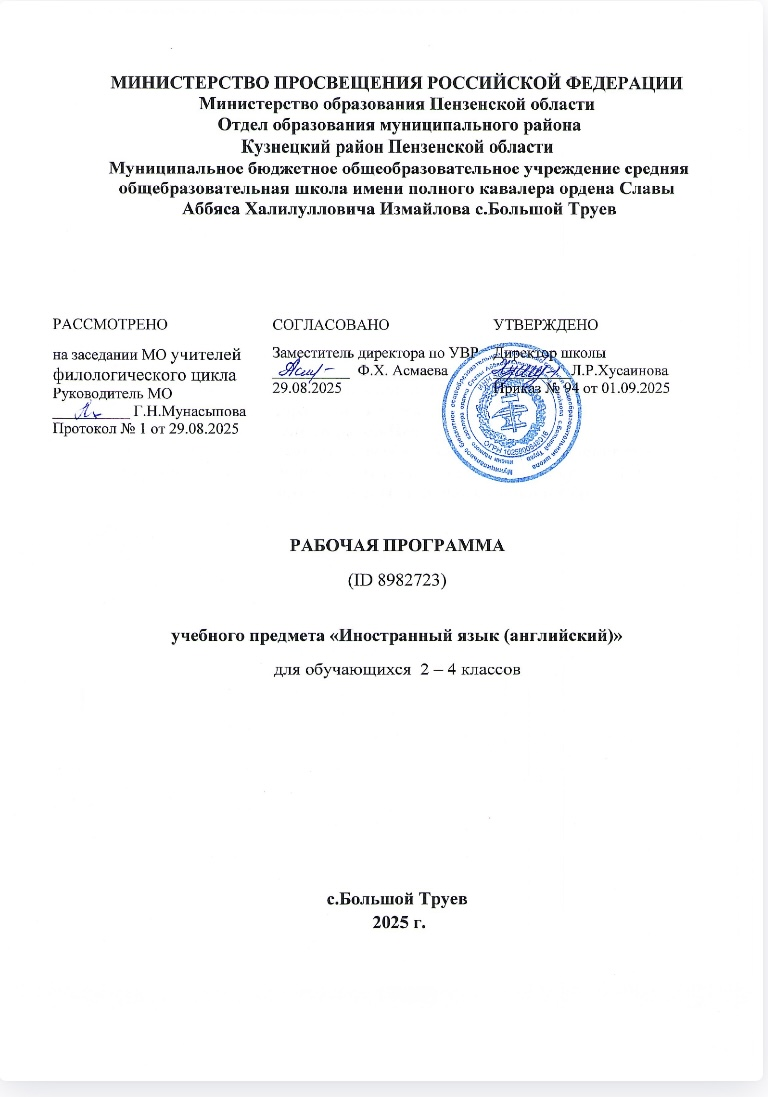 МИНИСТЕРСТВО ПРОСВЕЩЕНИЯ РОССИЙСКОЙ ФЕДЕРАЦИИ
Министерство образования Пензенской области
Отдел образования муниципального района
Кузнецкий район Пензенской области
Муниципальное бюджетное общеобразовательное учреждение средняя
общебразовательная школа имени полного кавалера ордена Славы
Аббяса Халилулловича Измайлова с.Большой Труев
РАССМОТРЕНО
на заседании МО учителей
филологического цикла
Руководитель МО
__________ Г.Н.Мунасыпова
Протокол № 1 от 29.08.2025
СОГЛАСОВАНО
Заместитель директора по УВР
__________ Ф.Х. Асмаева
29.08.2025
УТВЕРЖДЕНО
Директор школы
Л.Р.Хусаинова
Приказ № 94 от 01.09.2025
РАБОЧАЯ ПРОГРАММА
(ID 8982723)
учебного предмета «Иностранный язык (английский)»
для обучающихся 2 – 4 классов
с.Большой Труев
2025 г.